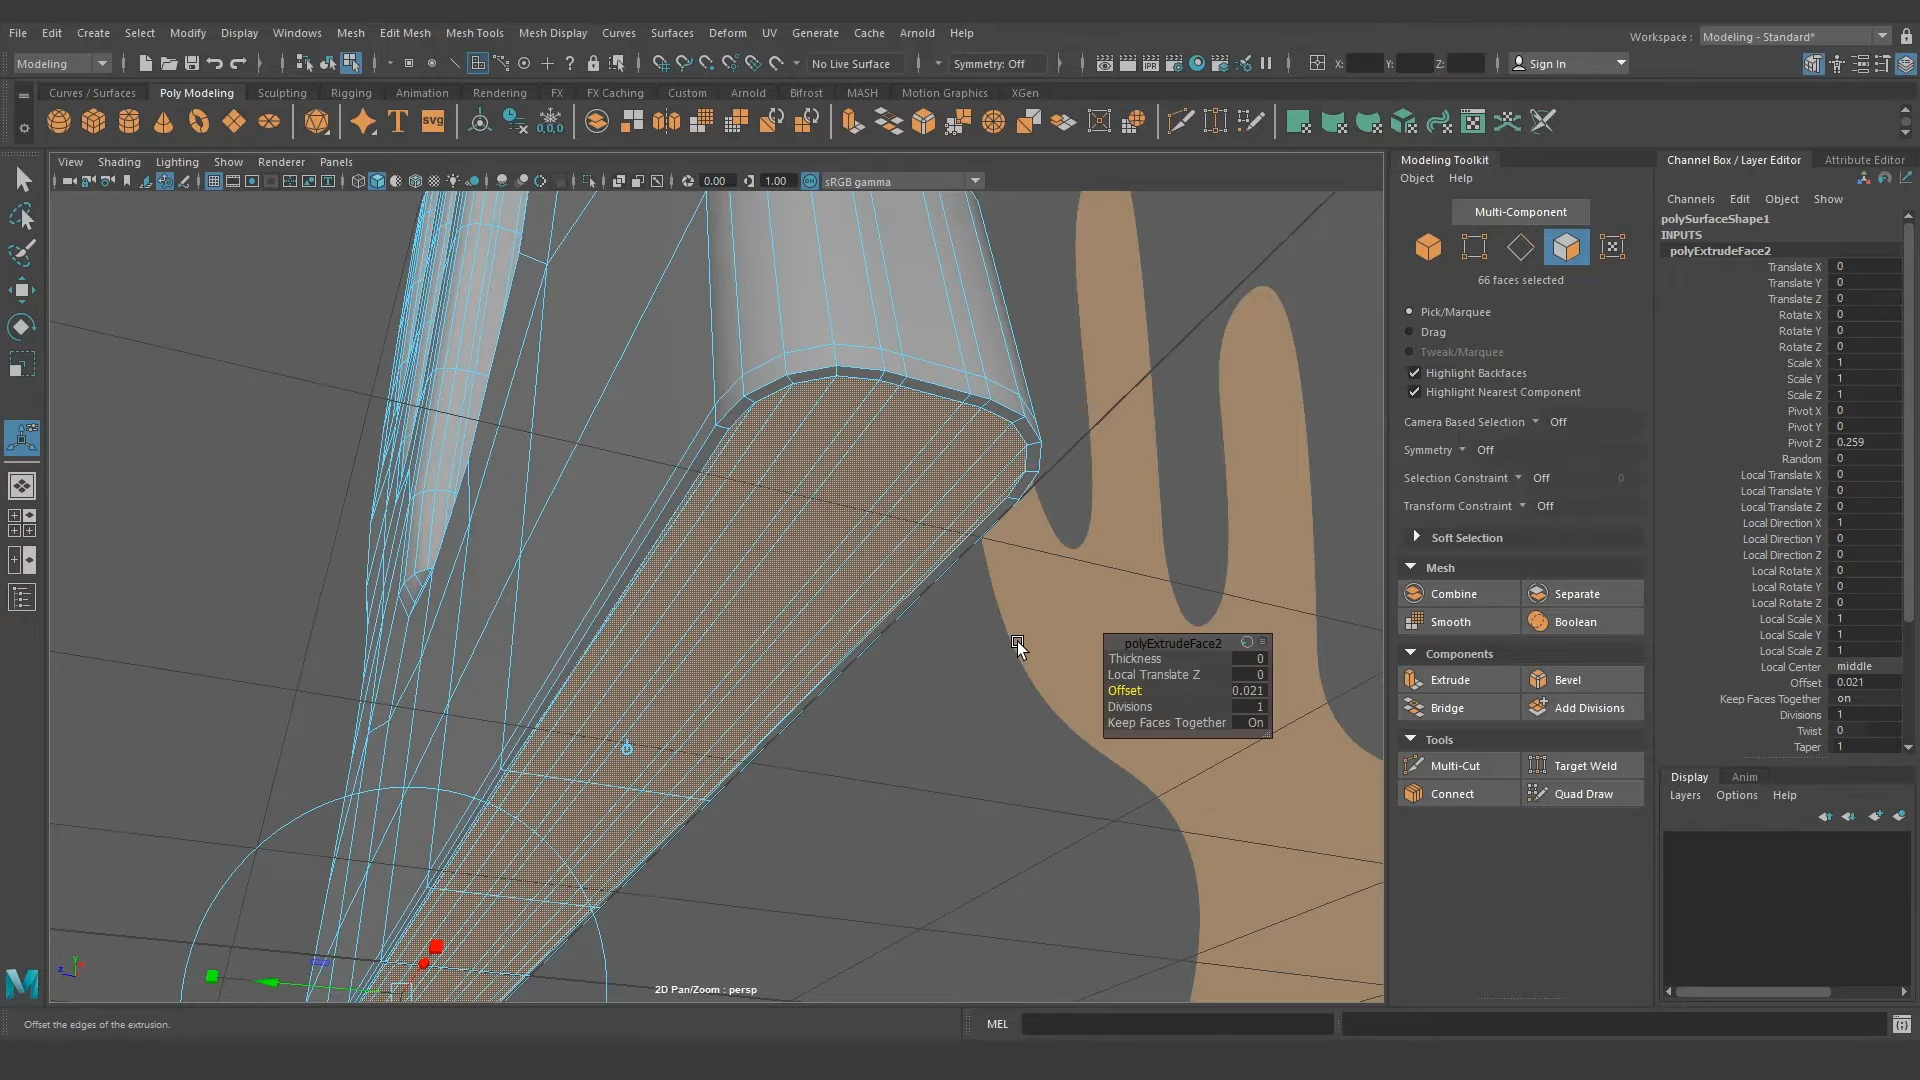 File Edit Create Select Modify Display Windows Mesh Edit Mesh Mesh Tools Mesh Display Curves Surfaces Deform UV Generate Cache Arnold Help
Workspace : Modeling - Standard*
Modeling
No Live Surface
Symmetry: Off
X: Y: Z:
Sign In
Curves / Surfaces Poly Modeling Sculpting Rigging Animation Rendering FX FX Caching Custom Arnold Bifrost MASH Motion Graphics XGen
T SVG 0,0,0
View Shading Lighting Show Renderer Panels
0.00 1.00 sRGB gamma
polyExtrudeFace2
Thickness 0
Local Translate Z 0
Offset 0.021
Divisions 1
Keep Faces Together On
2D Pan/Zoom : persp
Modeling Toolkit
Object Help
Multi-Component
66 faces selected
Pick/Marquee
Drag
Tweak/Marquee
Highlight Backfaces
Highlight Nearest Component
Camera Based Selection Off
Symmetry Off
Selection Constraint Off 0
Transform Constraint Off
Soft Selection
Mesh
Combine Separate
Smooth Boolean
Components
Extrude Bevel
Bridge Add Divisions
Tools
Multi-Cut Target Weld
Connect Quad Draw
Channel Box / Layer Editor Attribute Editor
Channels Edit Object Show
polySurfaceShape1
INPUTS
polyExtrudeFace2
Translate X 0
Translate Y 0
Translate Z 0
Rotate X 0
Rotate Y 0
Rotate Z 0
Scale X 1
Scale Y 1
Scale Z 1
Pivot X 0
Pivot Y 0
Pivot Z 0.259
Random 0
Local Translate X 0
Local Translate Y 0
Local Translate Z 0
Local Direction X 1
Local Direction Y 0
Local Direction Z 0
Local Rotate X 0
Local Rotate Y 0
Local Rotate Z 0
Local Scale X 1
Local Scale Y 1
Local Scale Z 1
Local Center middle
Offset 0.021
Keep Faces Together on
Divisions 1
Twist 0
Taper 1
Display Anim
Layers Options Help
Offset the edges of the extrusion.
MEL